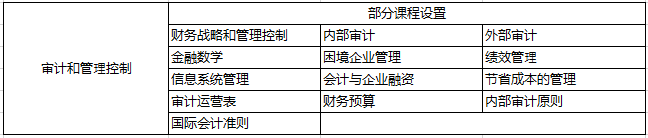 部分课程设置
审计和管理控制
财务战略和管理控制 内部审计 外部审计
金融数学 困境企业管理 绩效管理
信息系统管理 会计与企业融资 节省成本的管理
审计运营表 财务预算 内部审计原则
国际会计准则